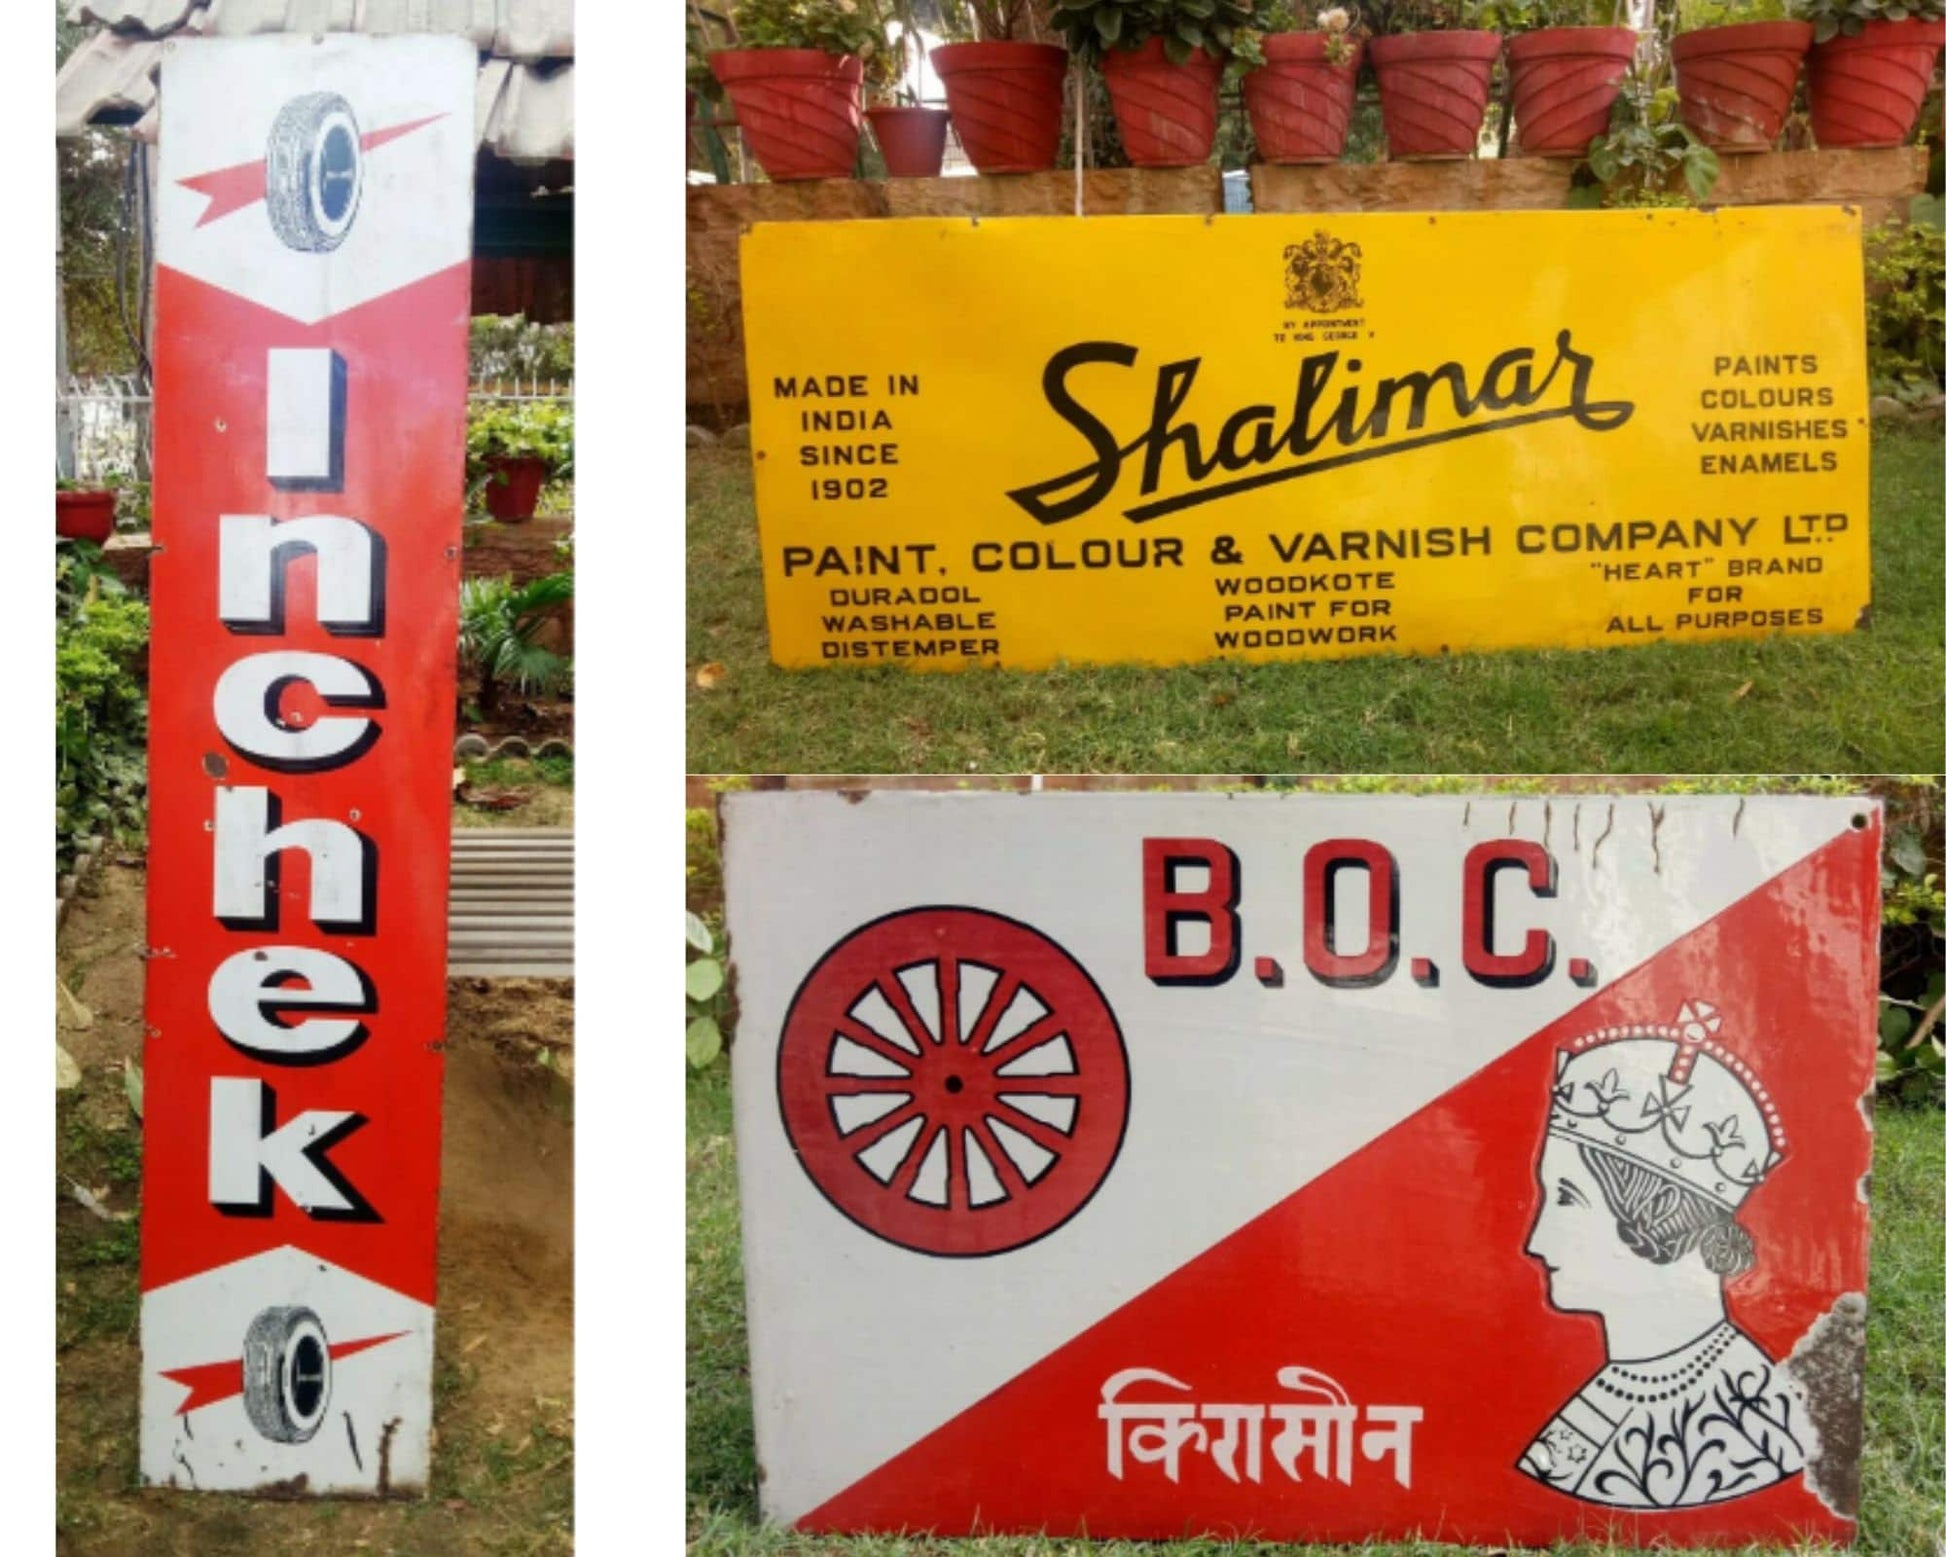 Inchek
BY APPOINTMENT
TO KING GEORGE V
Shalimar
MADE IN
INDIA
SINCE
1902
PAINTS
COLOURS
VARNISHES
ENAMELS
PAINT, COLOUR & VARNISH COMPANY LTD
DURADOL
WASHABLE
DISTEMPER
WOODKOTE
PAINT FOR
WOODWORK
"HEART" BRAND
FOR
ALL PURPOSES
B.O.C.
किरासीन